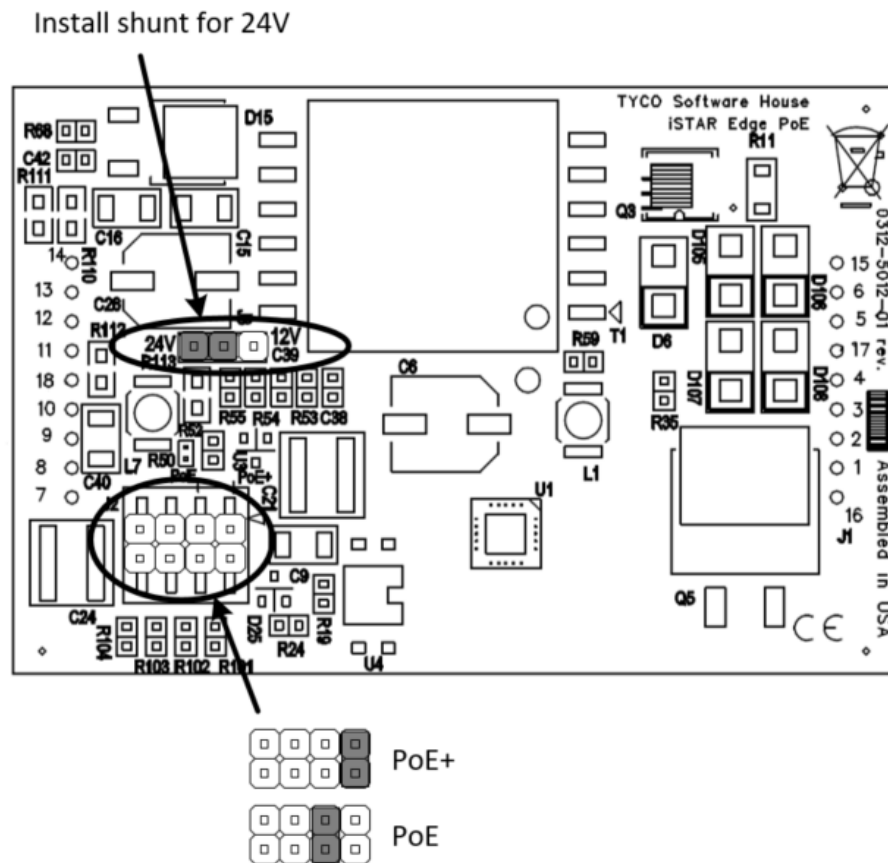 Install shunt for 24V
TYCO Software House
iSTAR Edge PoE
R68
D15
R11
C42
R111
Q3
C16
C15
D105
14
R110
15
13
C28
D106
6
12
T1
5
R112
24V
12V
C39
R59
D6
11
R113
17
18
C6
4
10
R55
R54
R53
C38
R35
D107
D108
3
9
R52
2
8
R50
L7
PoE
PoE+
L1
1
7
C40
C21
U1
16
J1
C24
C9
Q5
R104
D25
R19
R103
R102
R101
R24
U4
0312-5012-01 rev.
Assembled in USA
CE
PoE+
PoE